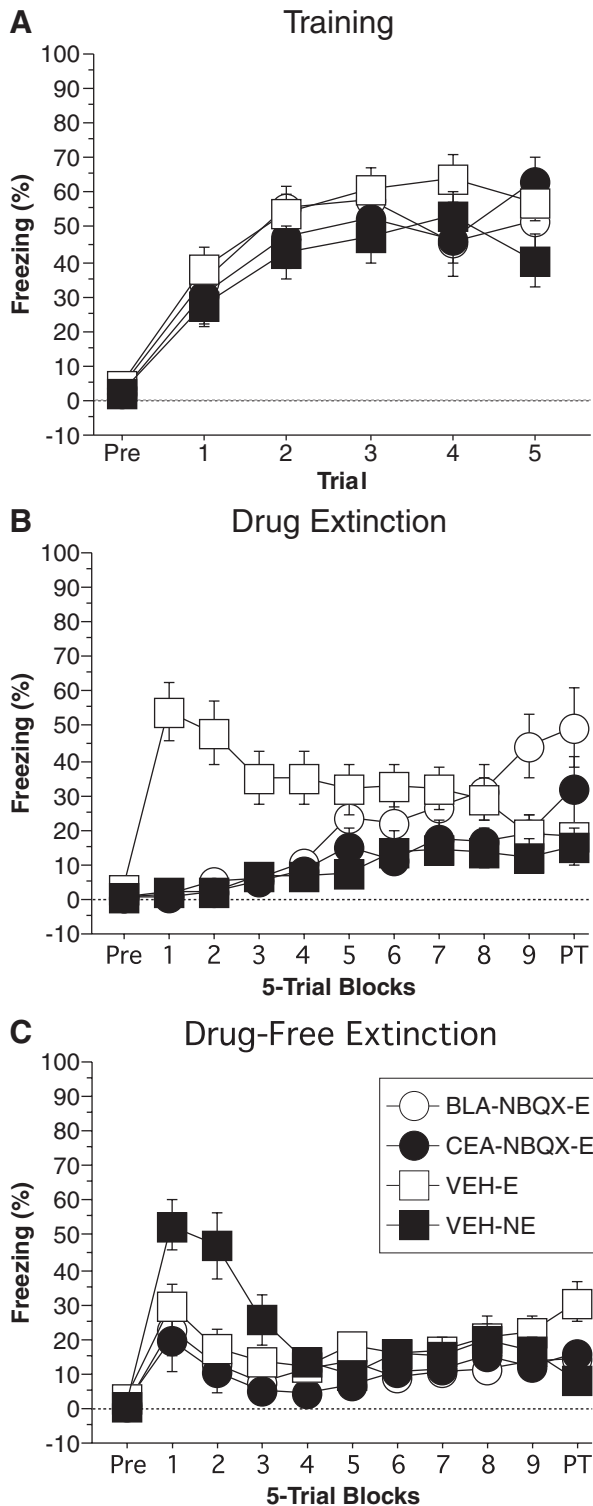 A
Training
100
90
80
70
60
50
40
30
20
10
0
-10
Freezing (%)
Pre 1 2 3 4 5
Trial
B
Drug Extinction
100
90
80
70
60
50
40
30
20
10
0
-10
Freezing (%)
Pre 1 2 3 4 5 6 7 8 9 PT
5-Trial Blocks
C
Drug-Free Extinction
100
90
80
70
60
50
40
30
20
10
0
-10
Freezing (%)
BLA-NBQX-E
CEA-NBQX-E
VEH-E
VEH-NE
Pre 1 2 3 4 5 6 7 8 9 PT
5-Trial Blocks